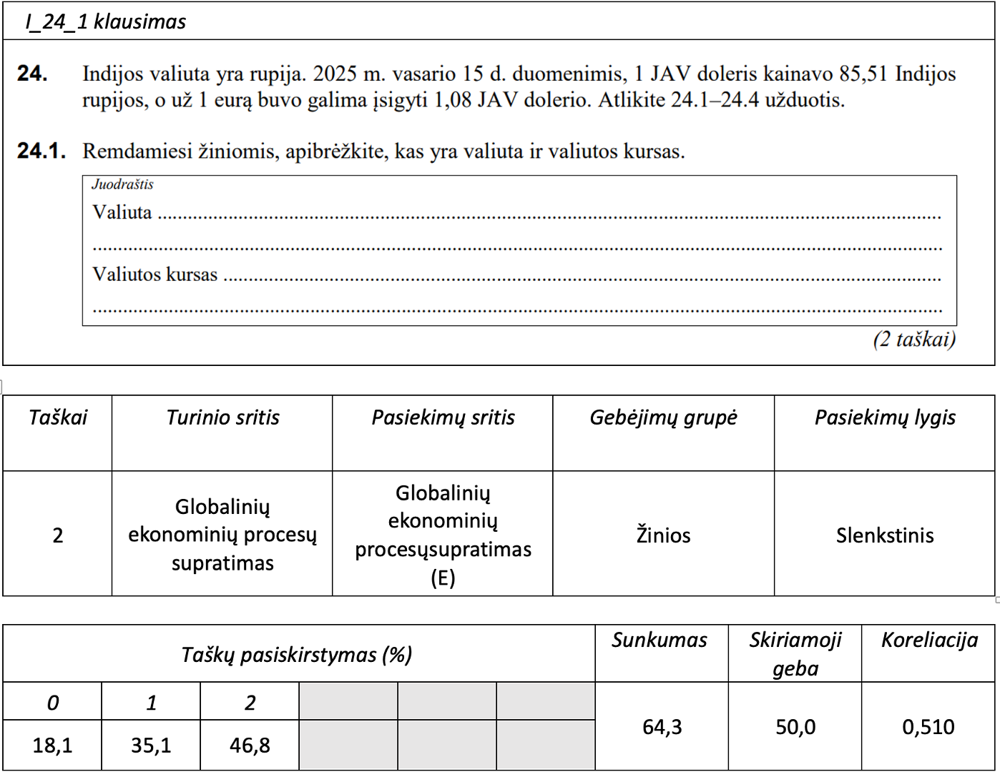 I_24_1 klausimas
24. Indijos valiuta yra rupija. 2025 m. vasario 15 d. duomenimis, 1 JAV doleris kainavo 85,51 Indijos
rupijos, o už 1 eurą buvo galima įsigyti 1,08 JAV dolerio. Atlikite 24.1–24.4 užduotis.
24.1. Remdamiesi žiniomis, apibrėžkite, kas yra valiuta ir valiutos kursas.
Juodraštis
Valiuta ....................................................................................................
....................................................................................................
Valiutos kursas ....................................................................................................
....................................................................................................
(2 taškai)
Taškai Turinio sritis Pasiekimų sritis Gebėjimų grupė Pasiekimų lygis
2
Globalinių
ekonominių procesų
supratimas
Globalinių
ekonominių
procesųsupratimas
(E)
Žinios
Slenkstinis
Taškų pasiskirstymas (%)
Sunkumas
Skiriamoji
geba
Koreliacija
0 1 2
18,1 35,1 46,8
64,3 50,0 0,510